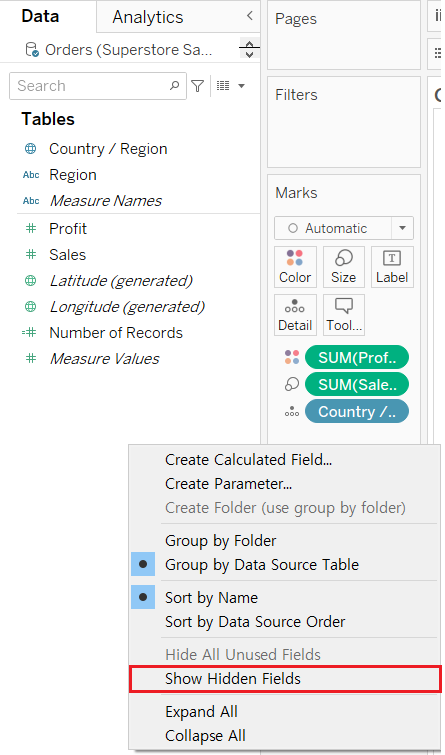 Data
Analytics
Orders (Superstore Sa...
Search
Tables
Country / Region
Abc Region
Abc Measure Names
Profit
Sales
Latitude (generated)
Longitude (generated)
Number of Records
Measure Values
Pages
Filters
Marks
Automatic
Color
Size
Label
Detail
Tool...
SUM(Prof..
SUM(Sale..
Country /..
Create Calculated Field...
Create Parameter...
Create Folder (use group by folder)
Group by Folder
Group by Data Source Table
Sort by Name
Sort by Data Source Order
Hide All Unused Fields
Show Hidden Fields
Expand All
Collapse All